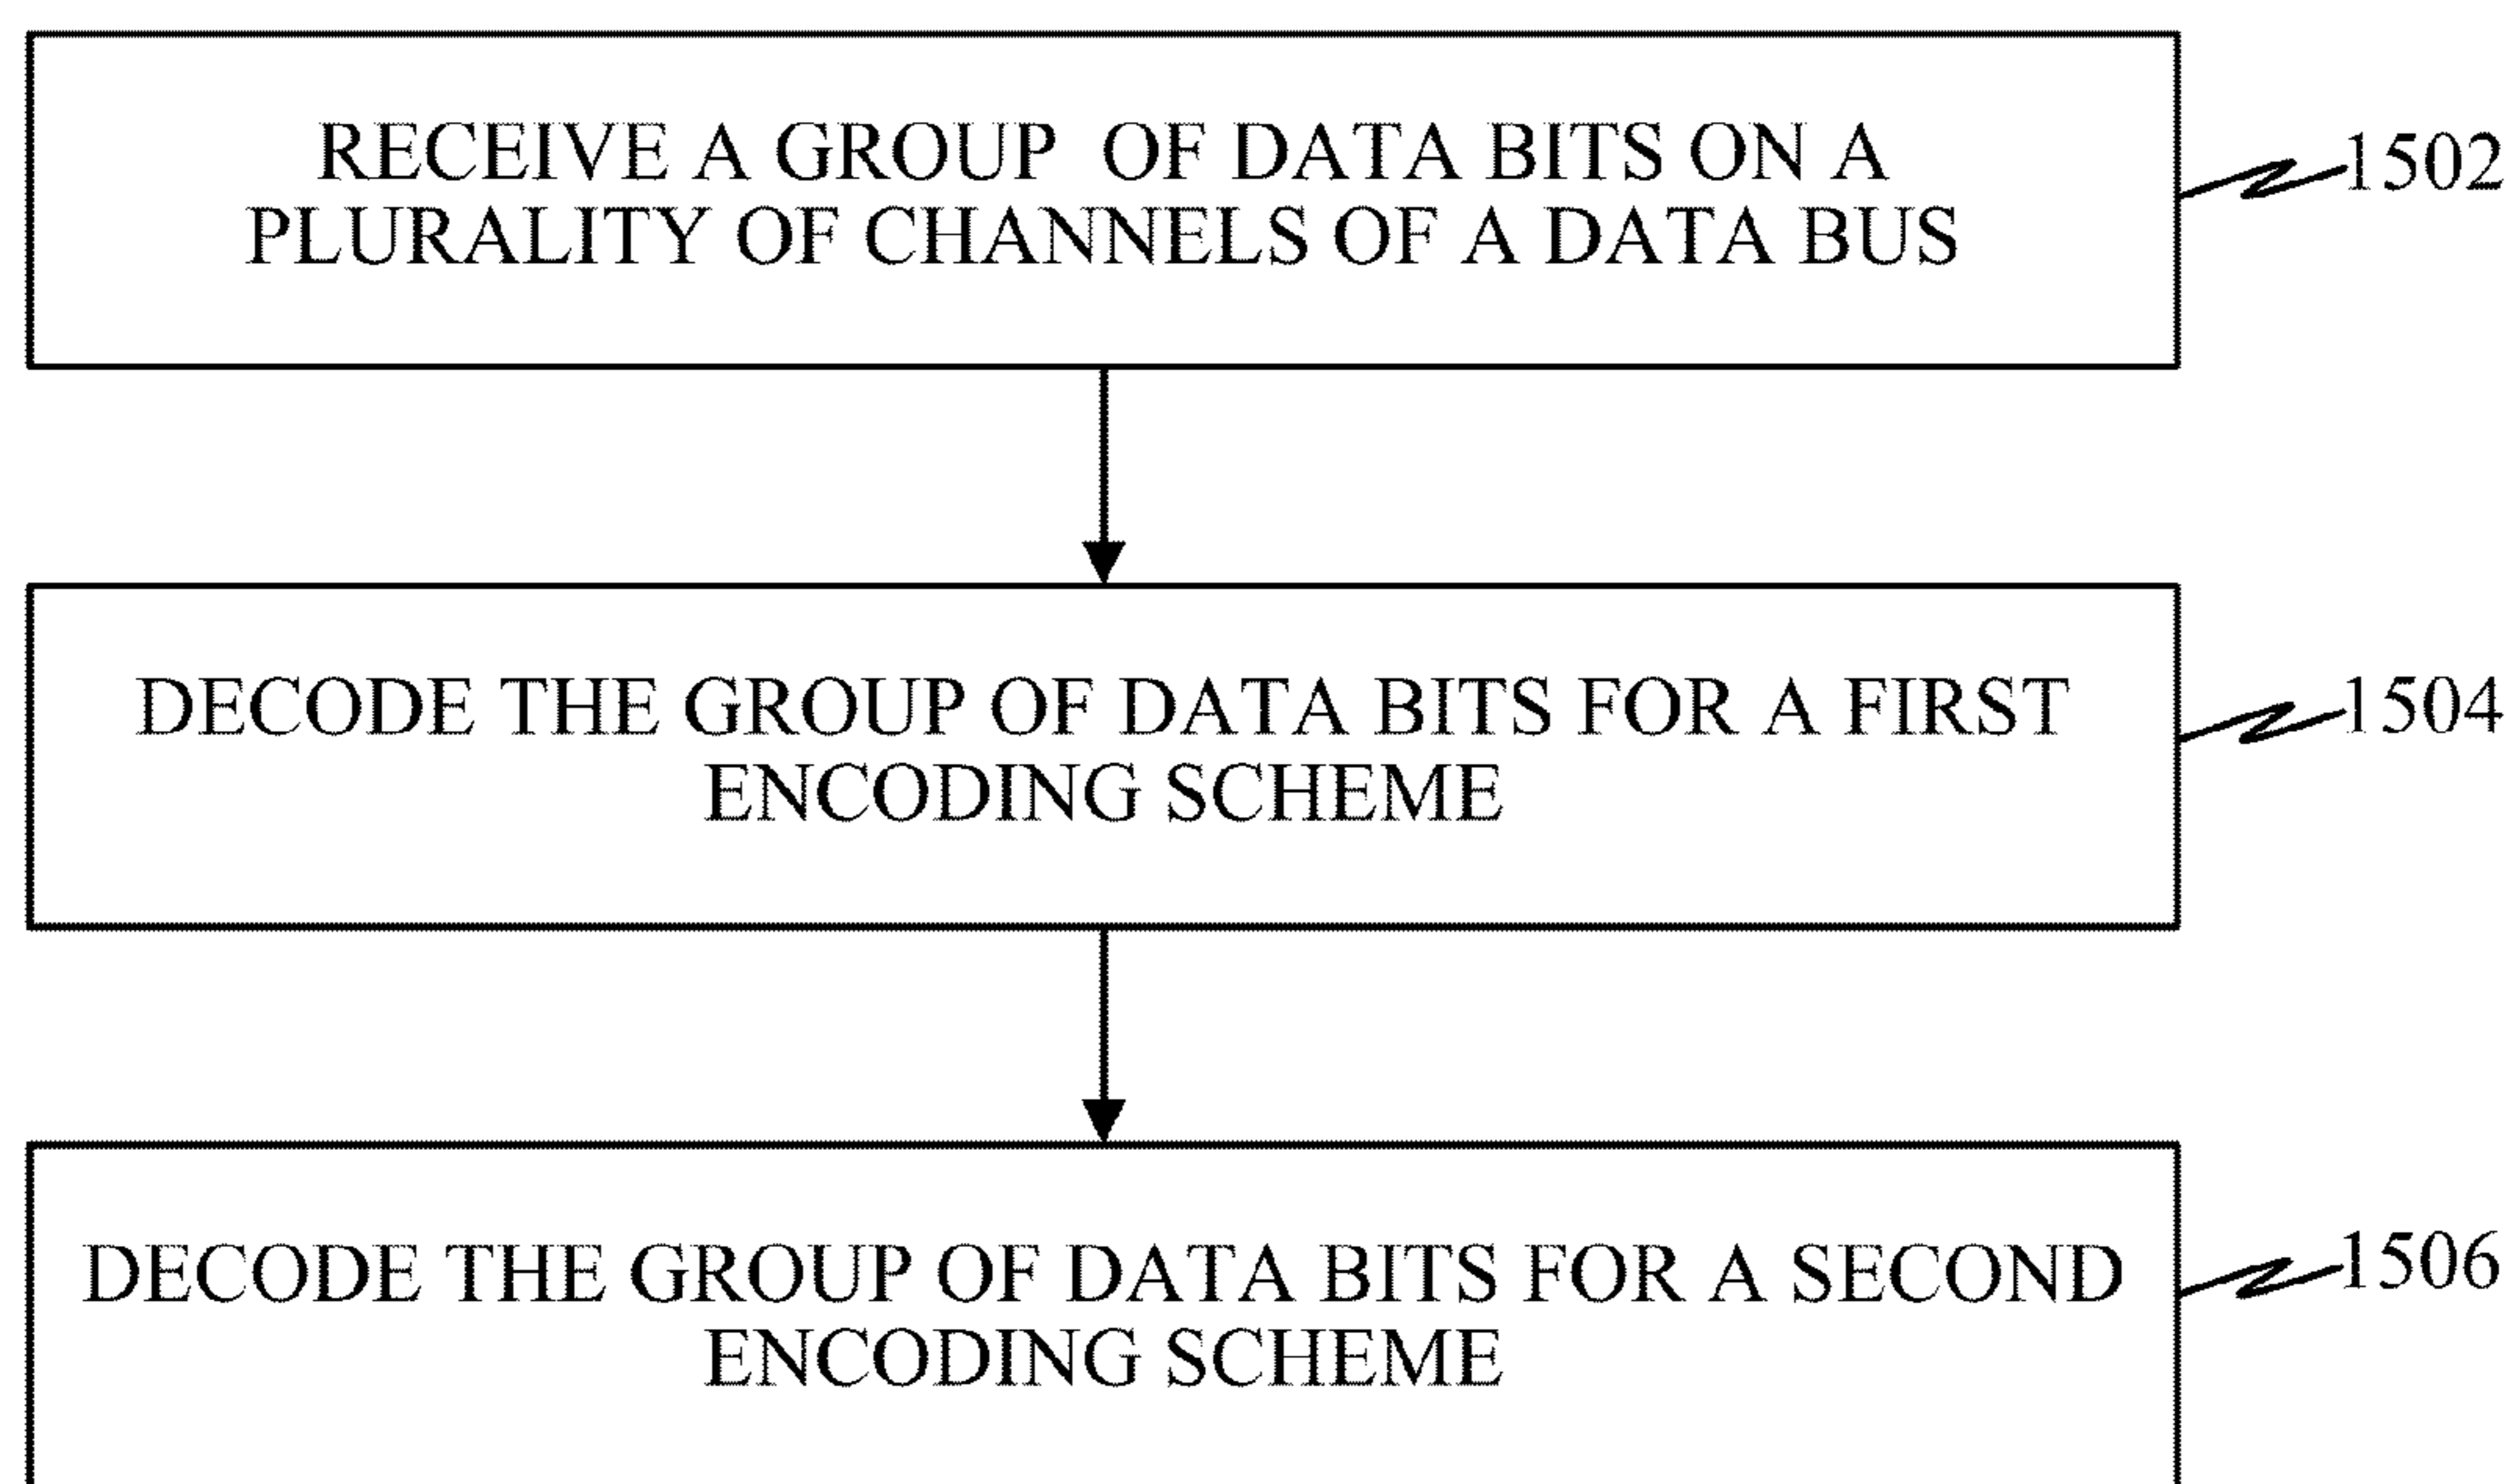 RECEIVE A GROUP OF DATA BITS ON A
PLURALITY OF CHANNELS OF A DATA BUS
1502
DECODE THE GROUP OF DATA BITS FOR A FIRST
ENCODING SCHEME
1504
DECODE THE GROUP OF DATA BITS FOR A SECOND
ENCODING SCHEME
1506